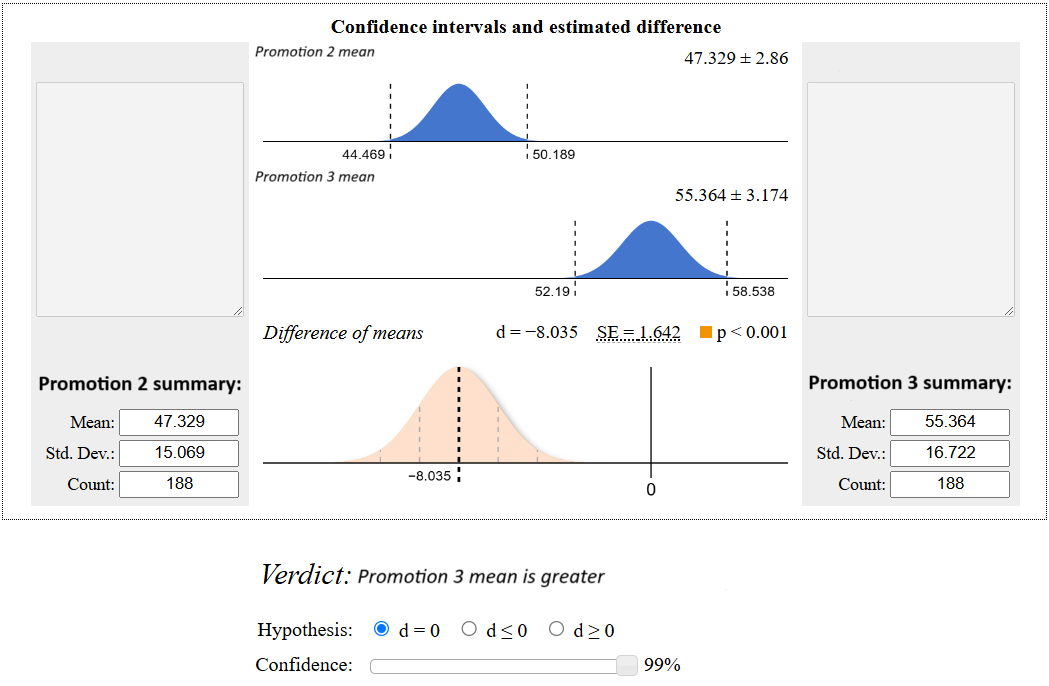 Confidence intervals and estimated difference
Promotion 2 mean
47.329 ± 2.86
44.469
50.189
Promotion 3 mean
55.364 ± 3.174
52.19
58.538
Difference of means
d = −8.035 SE = 1.642 p < 0.001
−8.035
0
Promotion 2 summary:
Mean: 47.329
Std. Dev.: 15.069
Count: 188
Promotion 3 summary:
Mean: 55.364
Std. Dev.: 16.722
Count: 188
Verdict: Promotion 3 mean is greater
Hypothesis: d = 0 d ≤ 0 d ≥ 0
Confidence: 99%